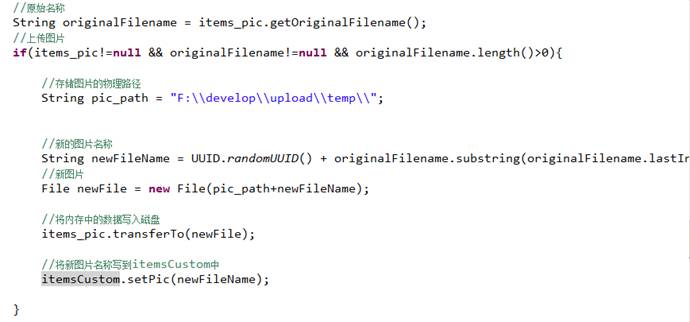 //原始名称
String originalFilename = items_pic.getOriginalFilename();
//上传图片
if(items_pic!=null && originalFilename!=null && originalFilename.length()>0){
//存储图片的物理路径
String pic_path = "F:\\develop\\upload\\temp\\";
//新的图片名称
String newFileName = UUID.randomUUID() + originalFilename.substring(originalFilename.lastIn
//新图片
File newFile = new File(pic_path+newFileName);
//将内存中的数据写入磁盘
items_pic.transferTo(newFile);
//将新图片名称写到itemsCustom中
itemsCustom.setPic(newFileName);
}